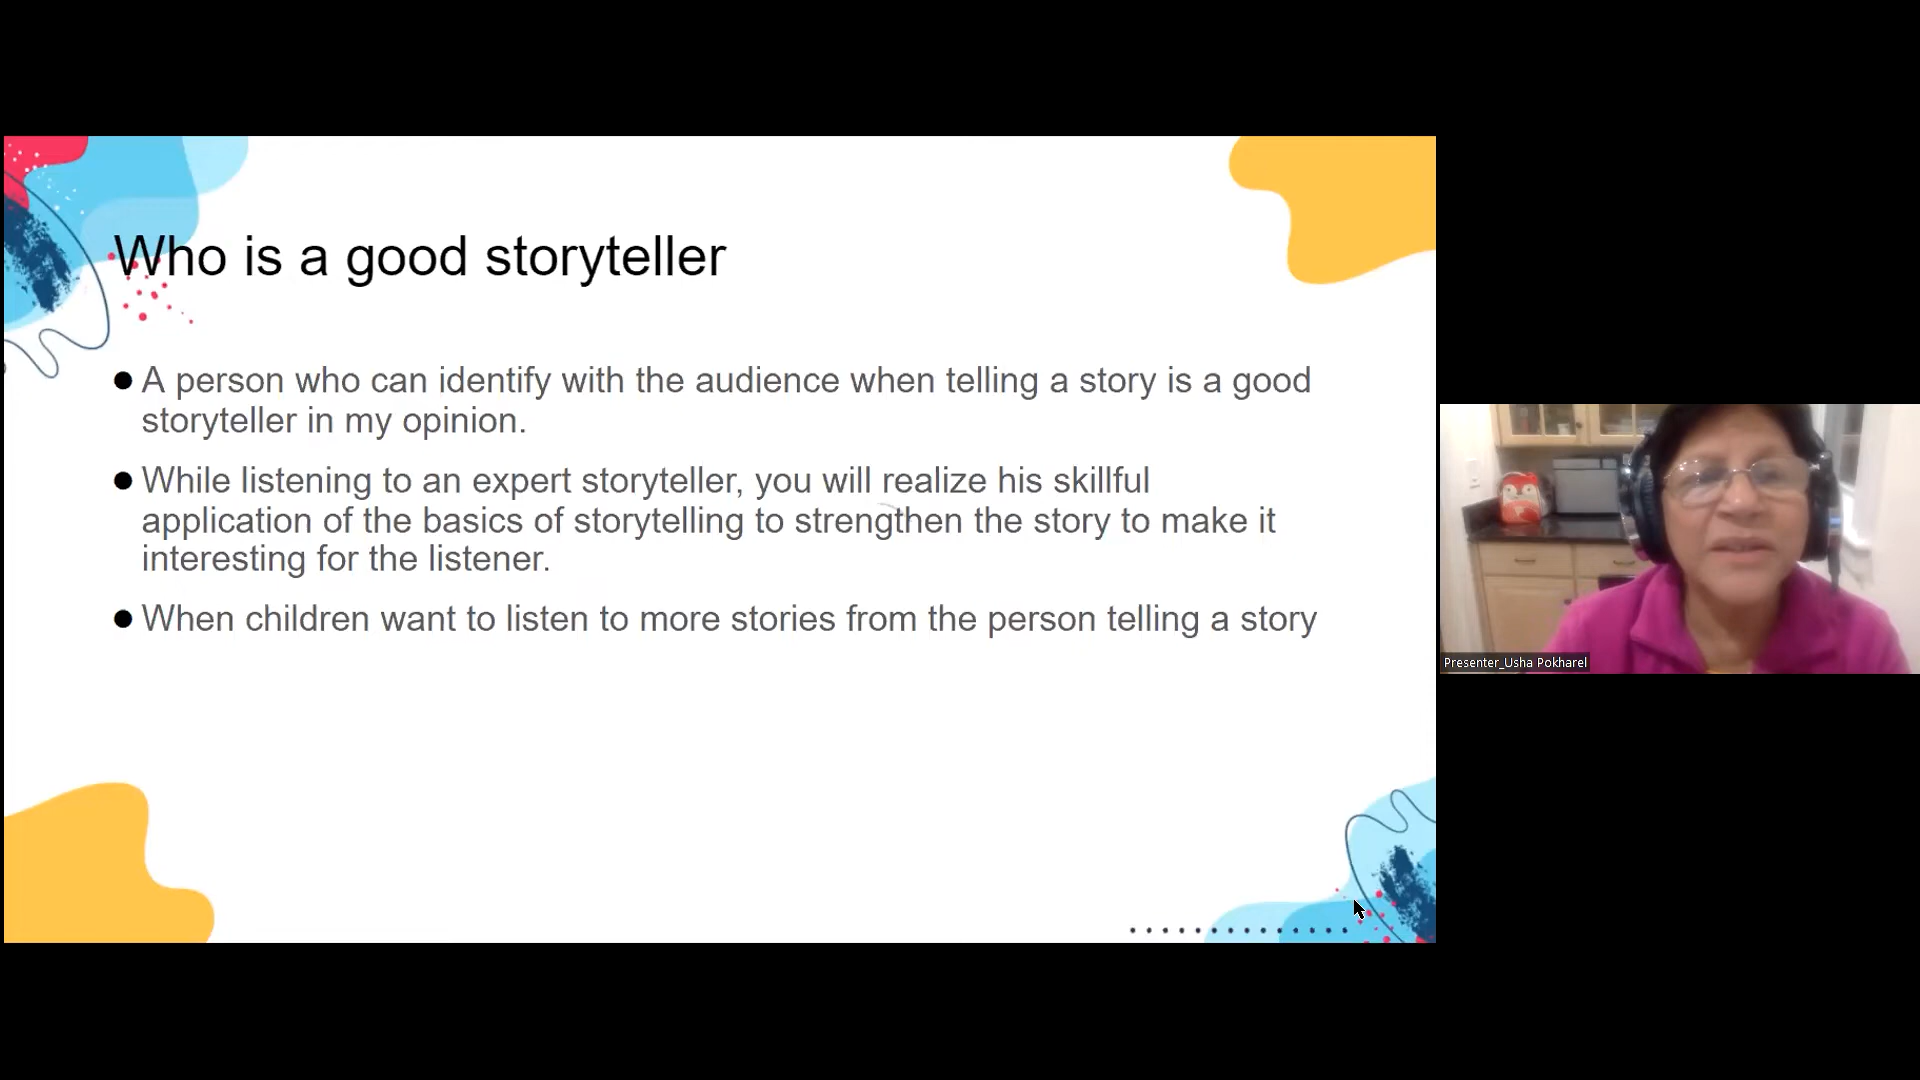 Who is a good storyteller
A person who can identify with the audience when telling a story is a good
storyteller in my opinion.
While listening to an expert storyteller, you will realize his skillful
application of the basics of storytelling to strengthen the story to make it
interesting for the listener.
When children want to listen to more stories from the person telling a story
Presenter_Usha Pokharel